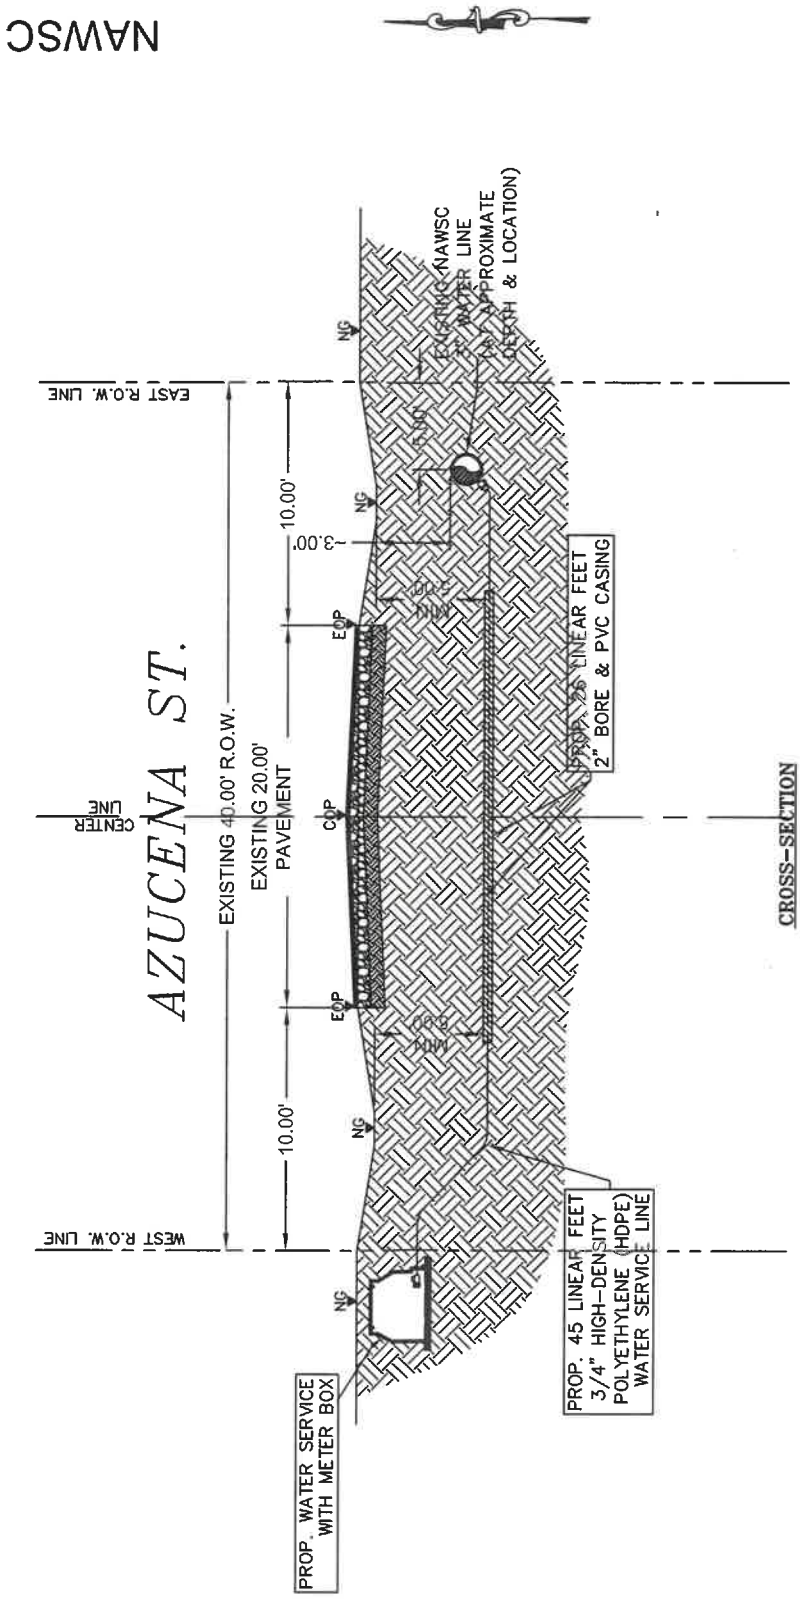 NAWSC
AZUCENA ST.
WEST R.O.W. LINE
CENTER
LINE
EAST R.O.W. LINE
EXISTING 40.00' R.O.W.
EXISTING 20.00'
PAVEMENT
10.00'
10.00'
NG
NG
EOP
COP
EOP
NG
NG
~3.00'
5.00'
MIN
5.00'
MIN
5.00'
EXISTING NAWSC
3" WATER LINE
(AT APPROXIMATE
DEPTH & LOCATION)
PROP. WATER SERVICE
WITH METER BOX
PROP. 45 LINEAR FEET
3/4" HIGH-DENSITY
POLYETHYLENE (HDPE)
WATER SERVICE LINE
PROP. 26 LINEAR FEET
2" BORE & PVC CASING
CROSS-SECTION